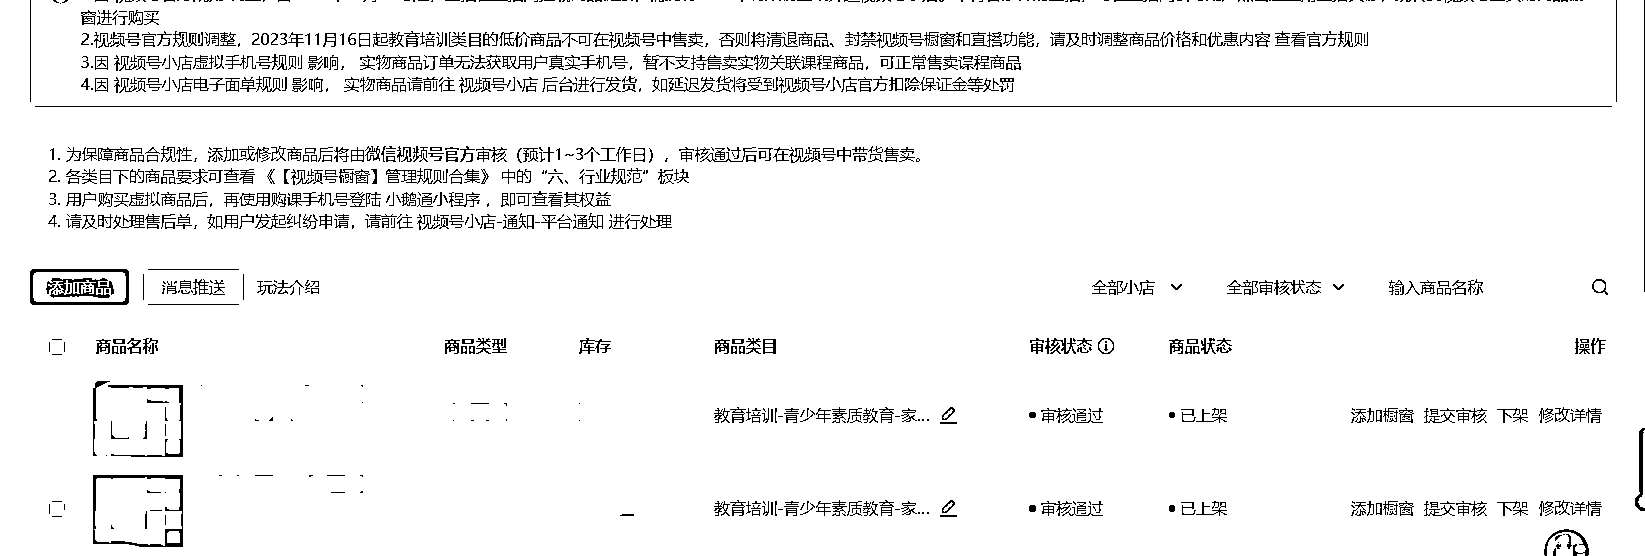 窗进行购买
2.视频号官方规则调整，2023年11月16日起教育培训类目的低价商品不可在视频号中售卖，否则将清退商品、封禁视频号橱窗和直播功能，请及时调整商品价格和优惠内容 查看官方规则
3.因 视频号小店虚拟手机号规则 影响， 实物商品订单无法获取用户真实手机号，暂不支持售卖实物关联课程商品，可正常售卖课程商品
4.因 视频号小店电子面单规则 影响， 实物商品请前往 视频号小店 后台进行发货，如延迟发货将受到视频号小店官方扣除保证金等处罚
1. 为保障商品合规性，添加或修改商品后将由微信视频号官方审核（预计1~3个工作日），审核通过后可在视频号中带货售卖。
2. 各类目下的商品要求可查看 《【视频号橱窗】管理规则合集》 中的“六、行业规范”板块
3. 用户购买虚拟商品后，再使用购课手机号登陆 小鹅通小程序 ，即可查看其权益
4. 请及时处理售后单，如用户发起纠纷申请，请前往 视频号小店-通知-平台通知 进行处理
添加商品 消息推送 玩法介绍 全部小店 全部审核状态 输入商品名称
商品名称 商品类型 库存 商品类目 审核状态 商品状态 操作
教育培训-青少年素质教育-家... 审核通过 已上架 添加橱窗 提交审核 下架 修改详情
教育培训-青少年素质教育-家... 审核通过 已上架 添加橱窗 提交审核 下架 修改详情